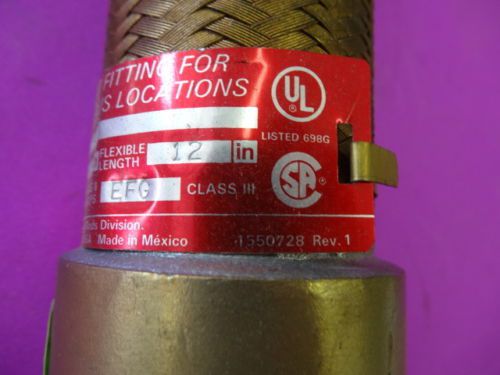 FITTING FOR
S LOCATIONS
UL
LISTED 698G
FLEXIBLE
LENGTH 12 in
EFG CLASS III
SA
Division.
Made in México
1550728 Rev. 1